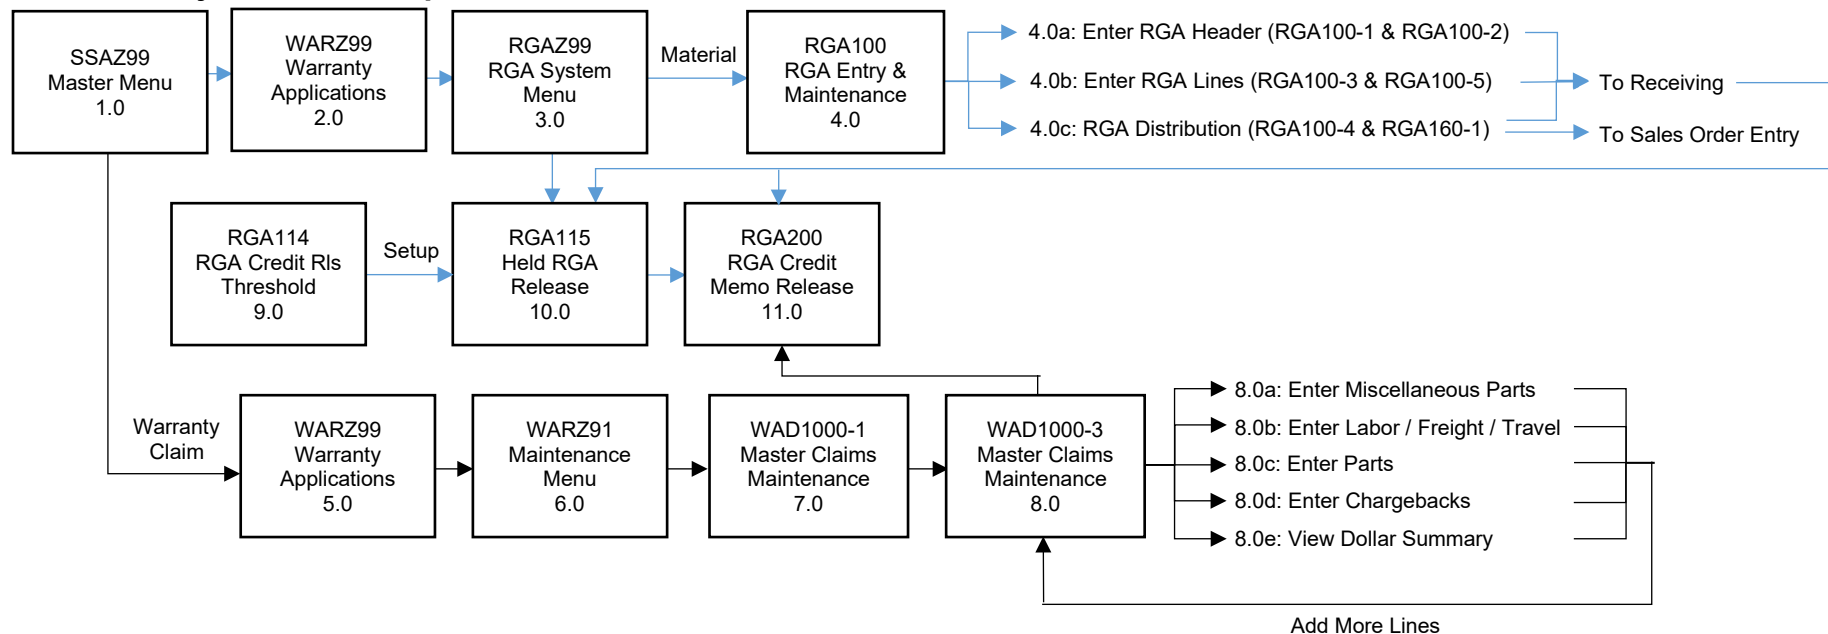 SSAZ99
Master Menu
1.0
WARZ99
Warranty
Applications
2.0
RGAZ99
RGA System
Menu
3.0
Material
RGA100
RGA Entry &
Maintenance
4.0
4.0a: Enter RGA Header (RGA100-1 & RGA100-2)
4.0b: Enter RGA Lines (RGA100-3 & RGA100-5)
4.0c: RGA Distribution (RGA100-4 & RGA160-1)
To Receiving
To Sales Order Entry
RGA114
RGA Credit Rls
Threshold
9.0
Setup
RGA115
Held RGA
Release
10.0
RGA200
RGA Credit
Memo Release
11.0
Warranty
Claim
WARZ99
Warranty
Applications
5.0
WARZ91
Maintenance
Menu
6.0
WAD1000-1
Master Claims
Maintenance
7.0
WAD1000-3
Master Claims
Maintenance
8.0
8.0a: Enter Miscellaneous Parts
8.0b: Enter Labor / Freight / Travel
8.0c: Enter Parts
8.0d: Enter Chargebacks
8.0e: View Dollar Summary
Add More Lines